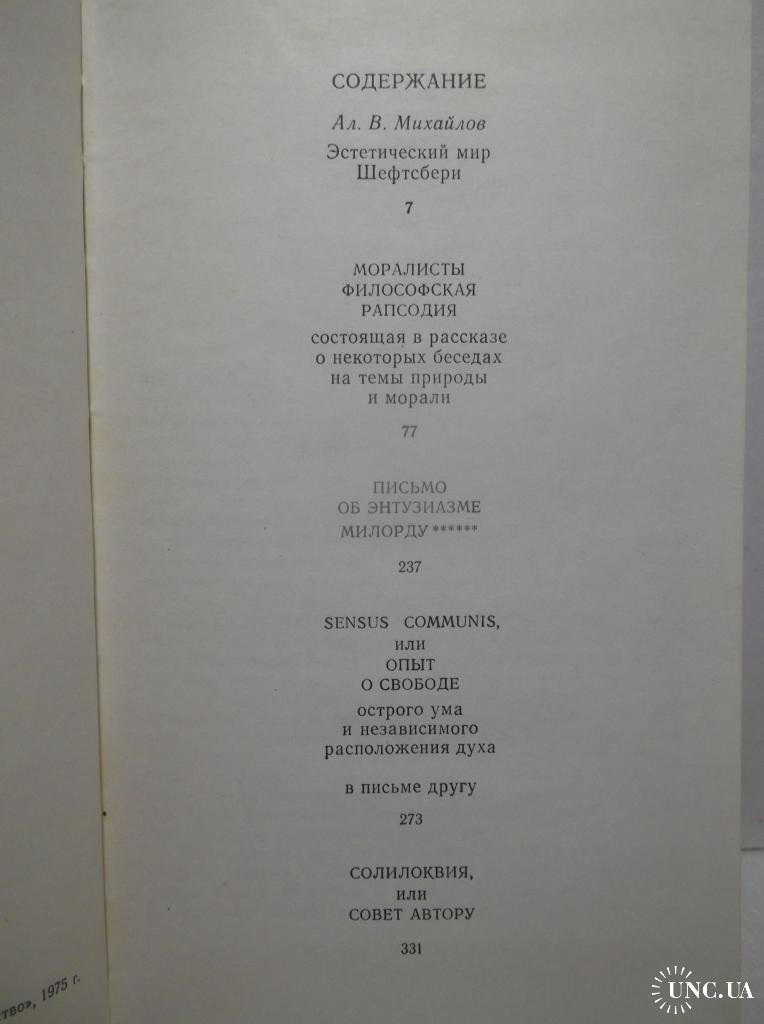 СОДЕРЖАНИЕ
Ал. В. Михайлов
Эстетический мир
Шефтсбери
7
МОРАЛИСТЫ
ФИЛОСОФСКАЯ
РАПСОДИЯ
состоящая в рассказе
о некоторых беседах
на темы природы
и морали
77
ПИСЬМО
ОБ ЭНТУЗИАЗМЕ
МИЛОРДУ ******
237
SENSUS COMMUNIS,
или
ОПЫТ
О СВОБОДЕ
острого ума
и независимого
расположения духа
в письме другу
273
СОЛИЛОКВИЯ,
или
СОВЕТ АВТОРУ
331
тво», 1975 г.
UNC.UA